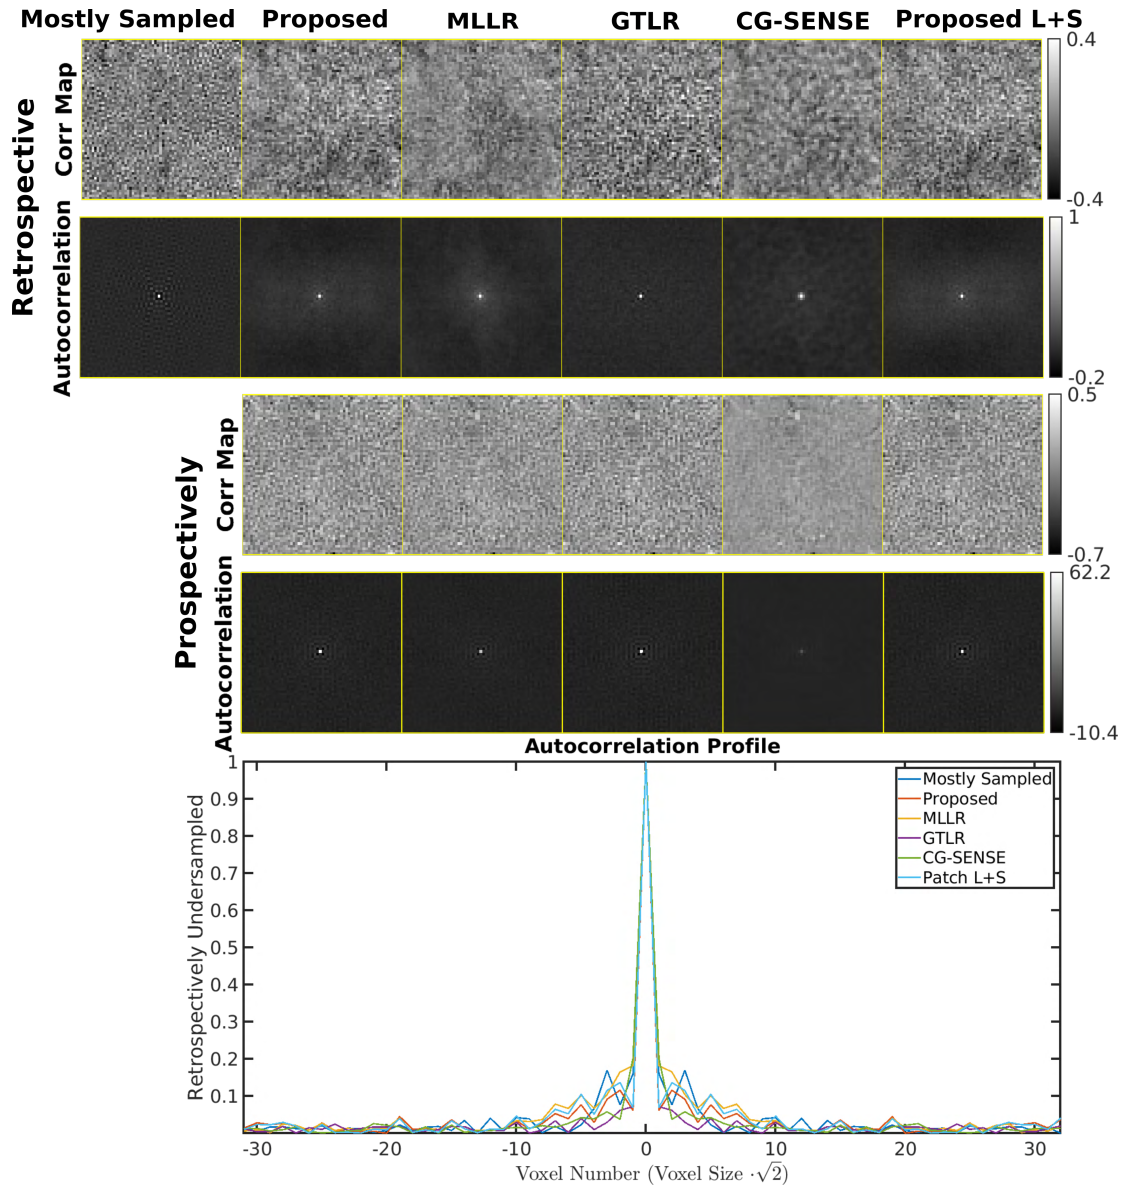 Mostly Sampled Proposed MLLR GTLR CG-SENSE Proposed L+S
Retrospective
Corr Map
0.4
-0.4
Autocorrelation
1
-0.2
Prospectively
Corr Map
0.5
-0.7
Autocorrelation
62.2
-10.4
Autocorrelation Profile
Retrospectively Undersampled
1
0.9
0.8
0.7
0.6
0.5
0.4
0.3
0.2
0.1
Mostly Sampled
Proposed
MLLR
GTLR
CG-SENSE
Patch L+S
-30 -20 -10 0 10 20 30
Voxel Number (Voxel Size ·√2)